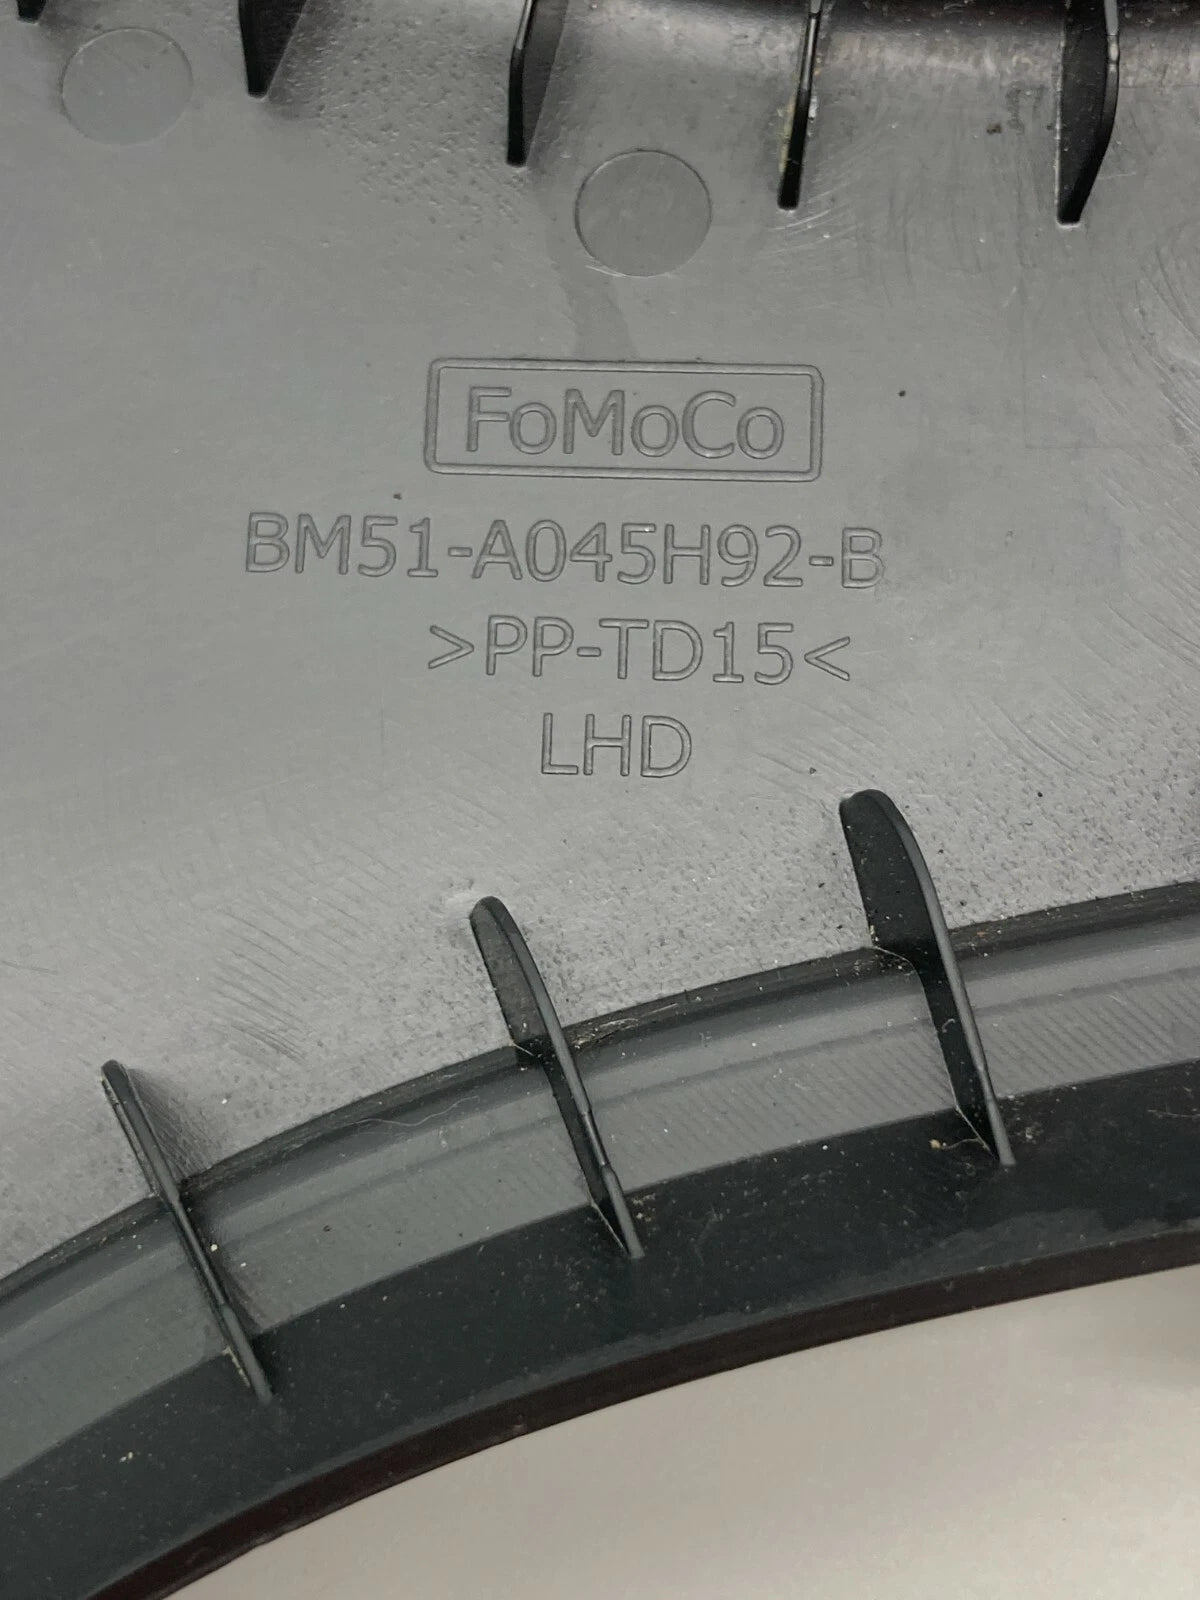 FoMoCo
BM51-A045H92-B
>PP-TD15<
LHD